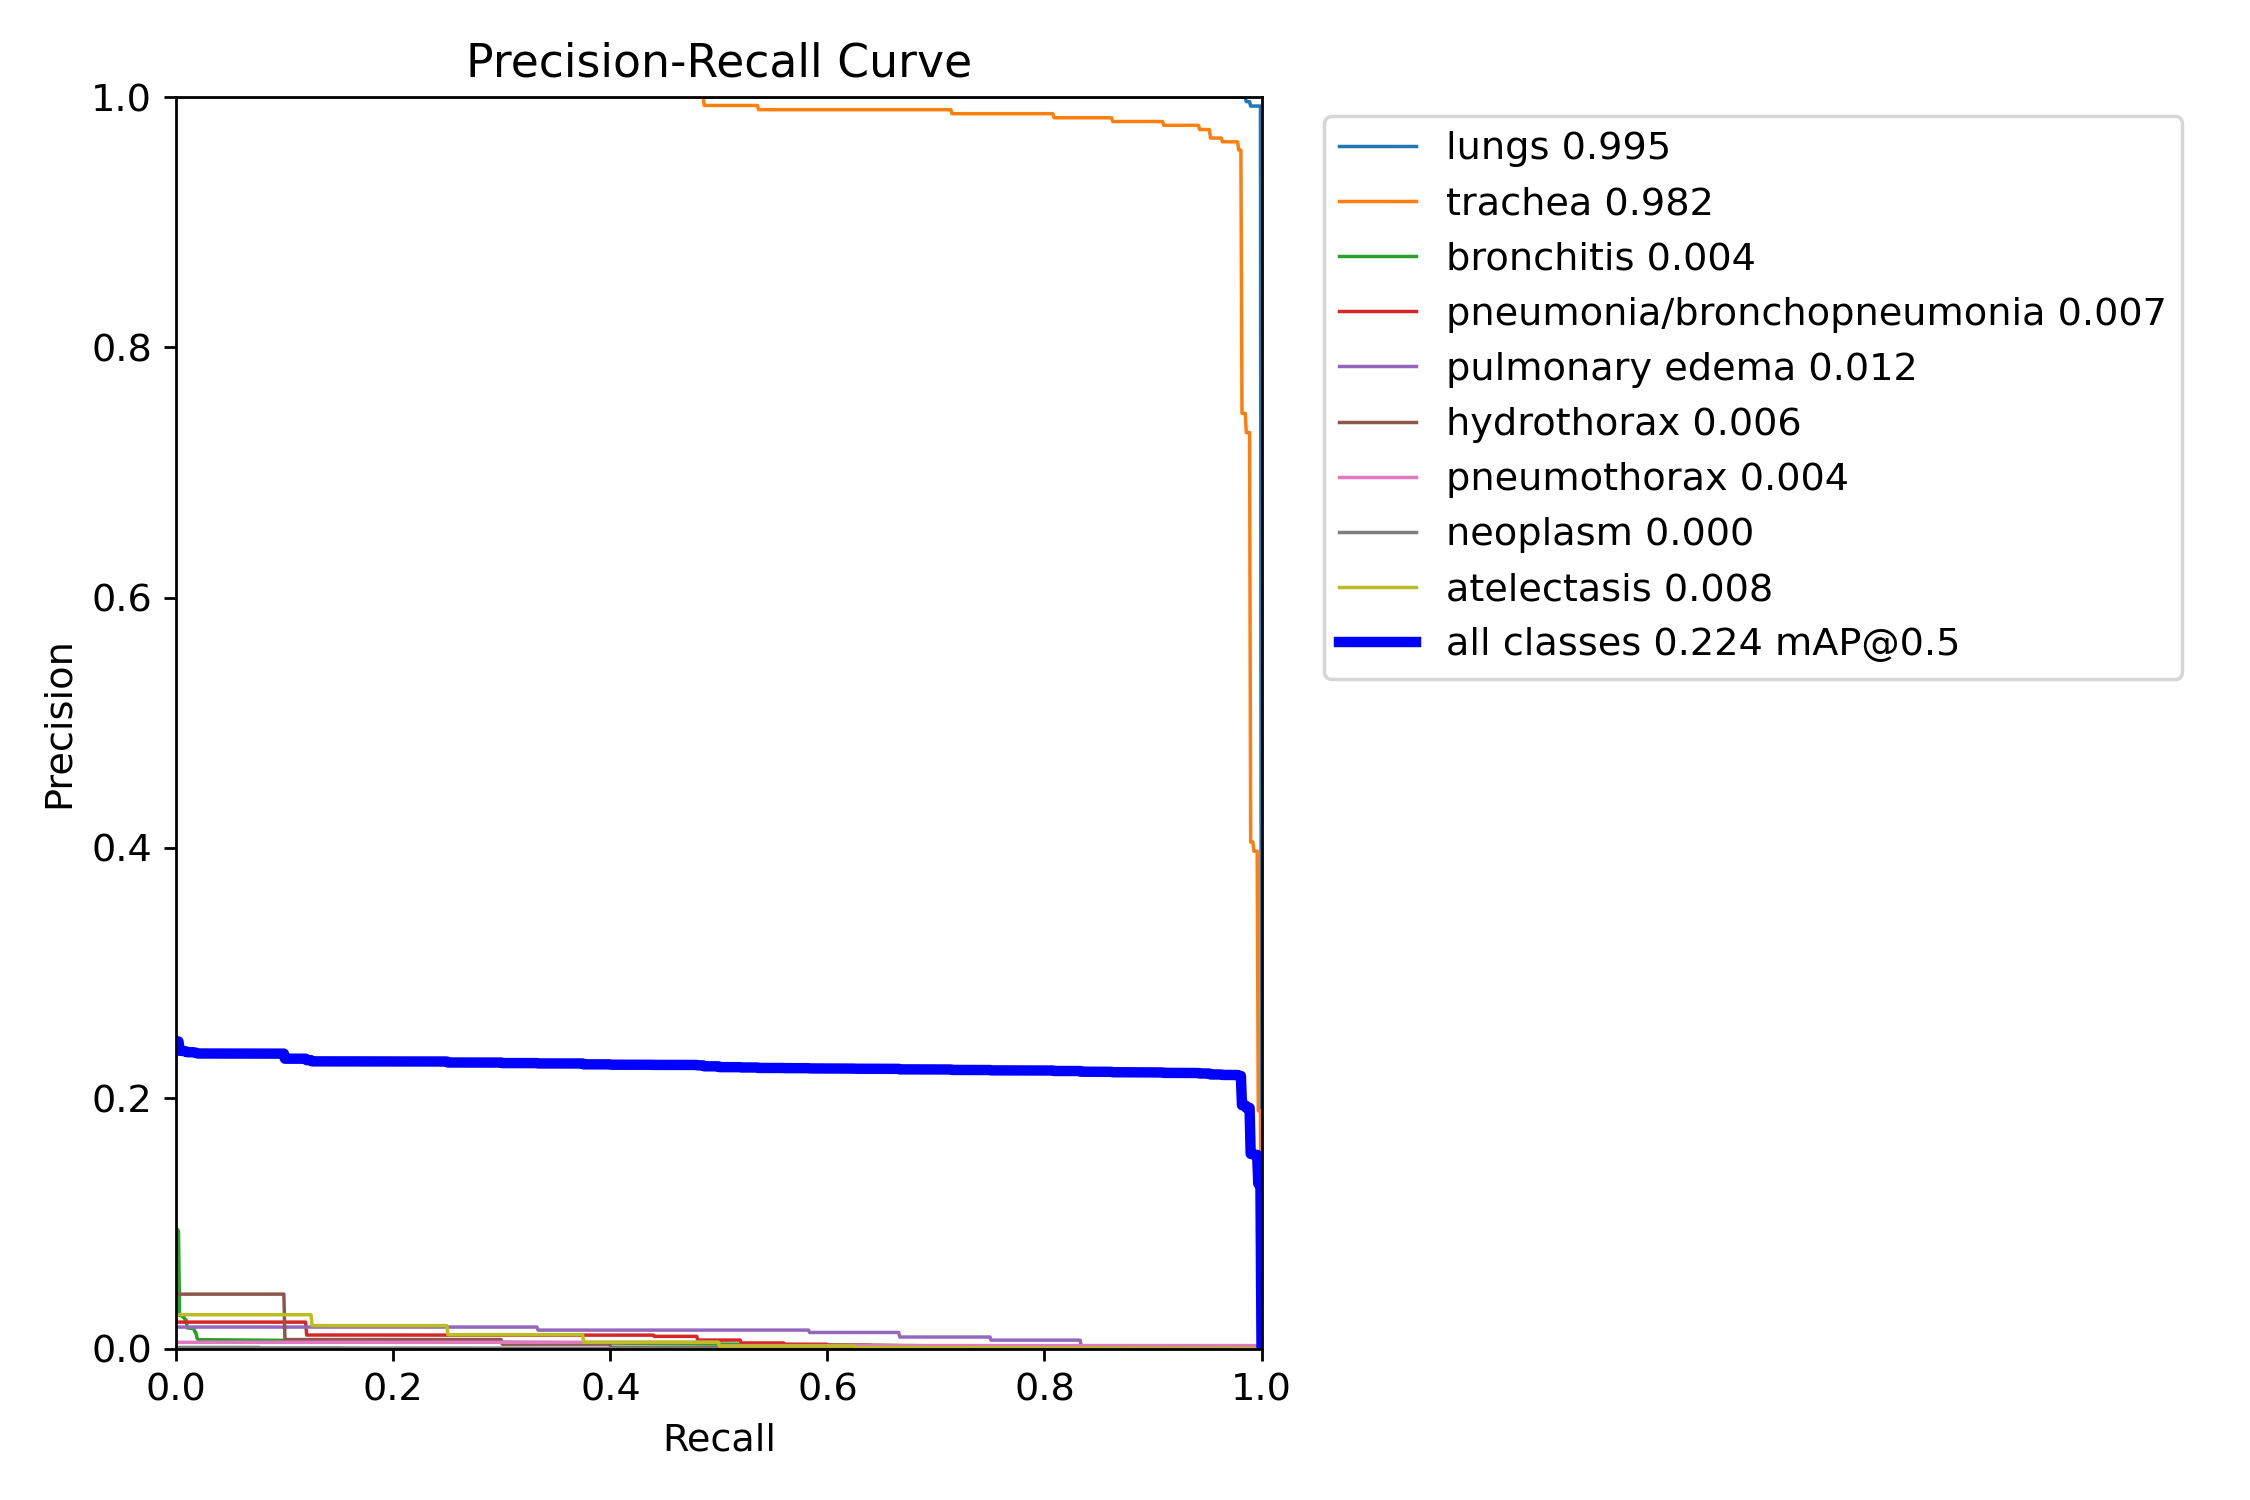 Precision-Recall Curve
1.0
0.8
0.6
0.4
0.2
0.0
Precision
0.0 0.2 0.4 0.6 0.8 1.0
Recall
lungs 0.995
trachea 0.982
bronchitis 0.004
pneumonia/bronchopneumonia 0.007
pulmonary edema 0.012
hydrothorax 0.006
pneumothorax 0.004
neoplasm 0.000
atelectasis 0.008
all classes 0.224 mAP@0.5